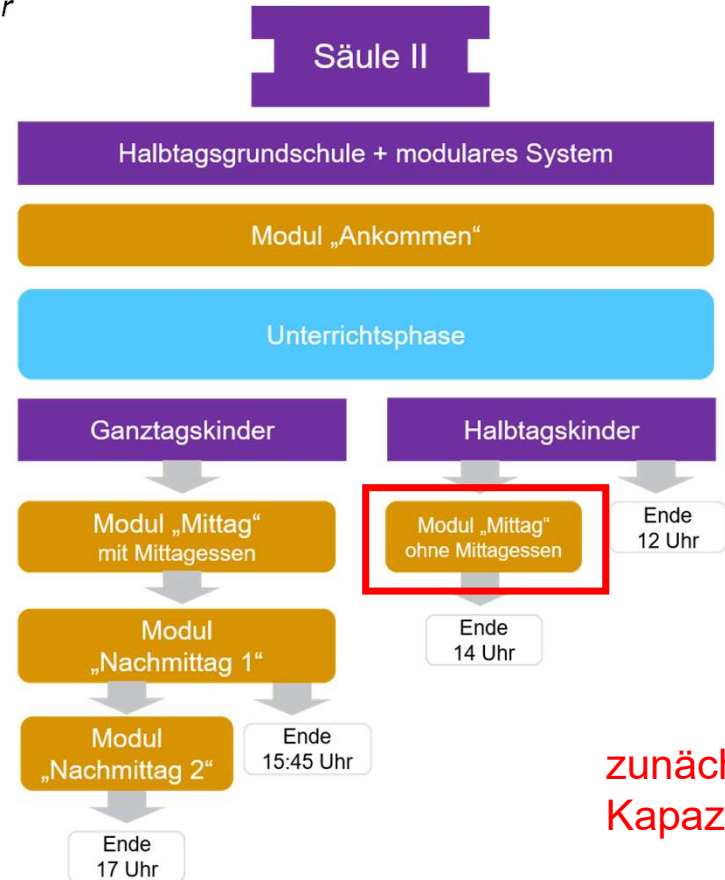 Säule II
Halbtagsgrundschule + modulares System
Modul „Ankommen“
Unterrichtsphase
Ganztagskinder
Halbtagskinder
Modul „Mittag“
mit Mittagessen
Modul „Mittag“
ohne Mittagessen
Ende
12 Uhr
Modul
„Nachmittag 1“
Ende
14 Uhr
Modul
„Nachmittag 2“
Ende
15:45 Uhr
Ende
17 Uhr